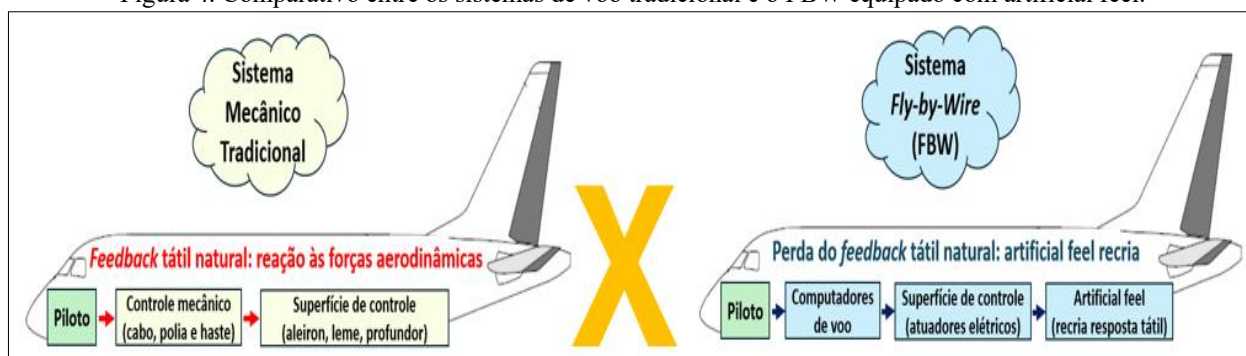 Figura 4. Comparativo entre os sistemas de voo tradicional e o FBW equipado com artificial feel.
Sistema
Mecânico
Tradicional
Feedback tátil natural: reação às forças aerodinâmicas
Piloto
Controle mecânico
(cabo, polia e haste)
Superfície de controle
(aleiron, leme, profundor)
X
Sistema
Fly-by-Wire
(FBW)
Perda do feedback tátil natural: artificial feel recria
Piloto
Computadores
de voo
Superfície de controle
(atuadores elétricos)
Artificial feel
(recria resposta tátil)